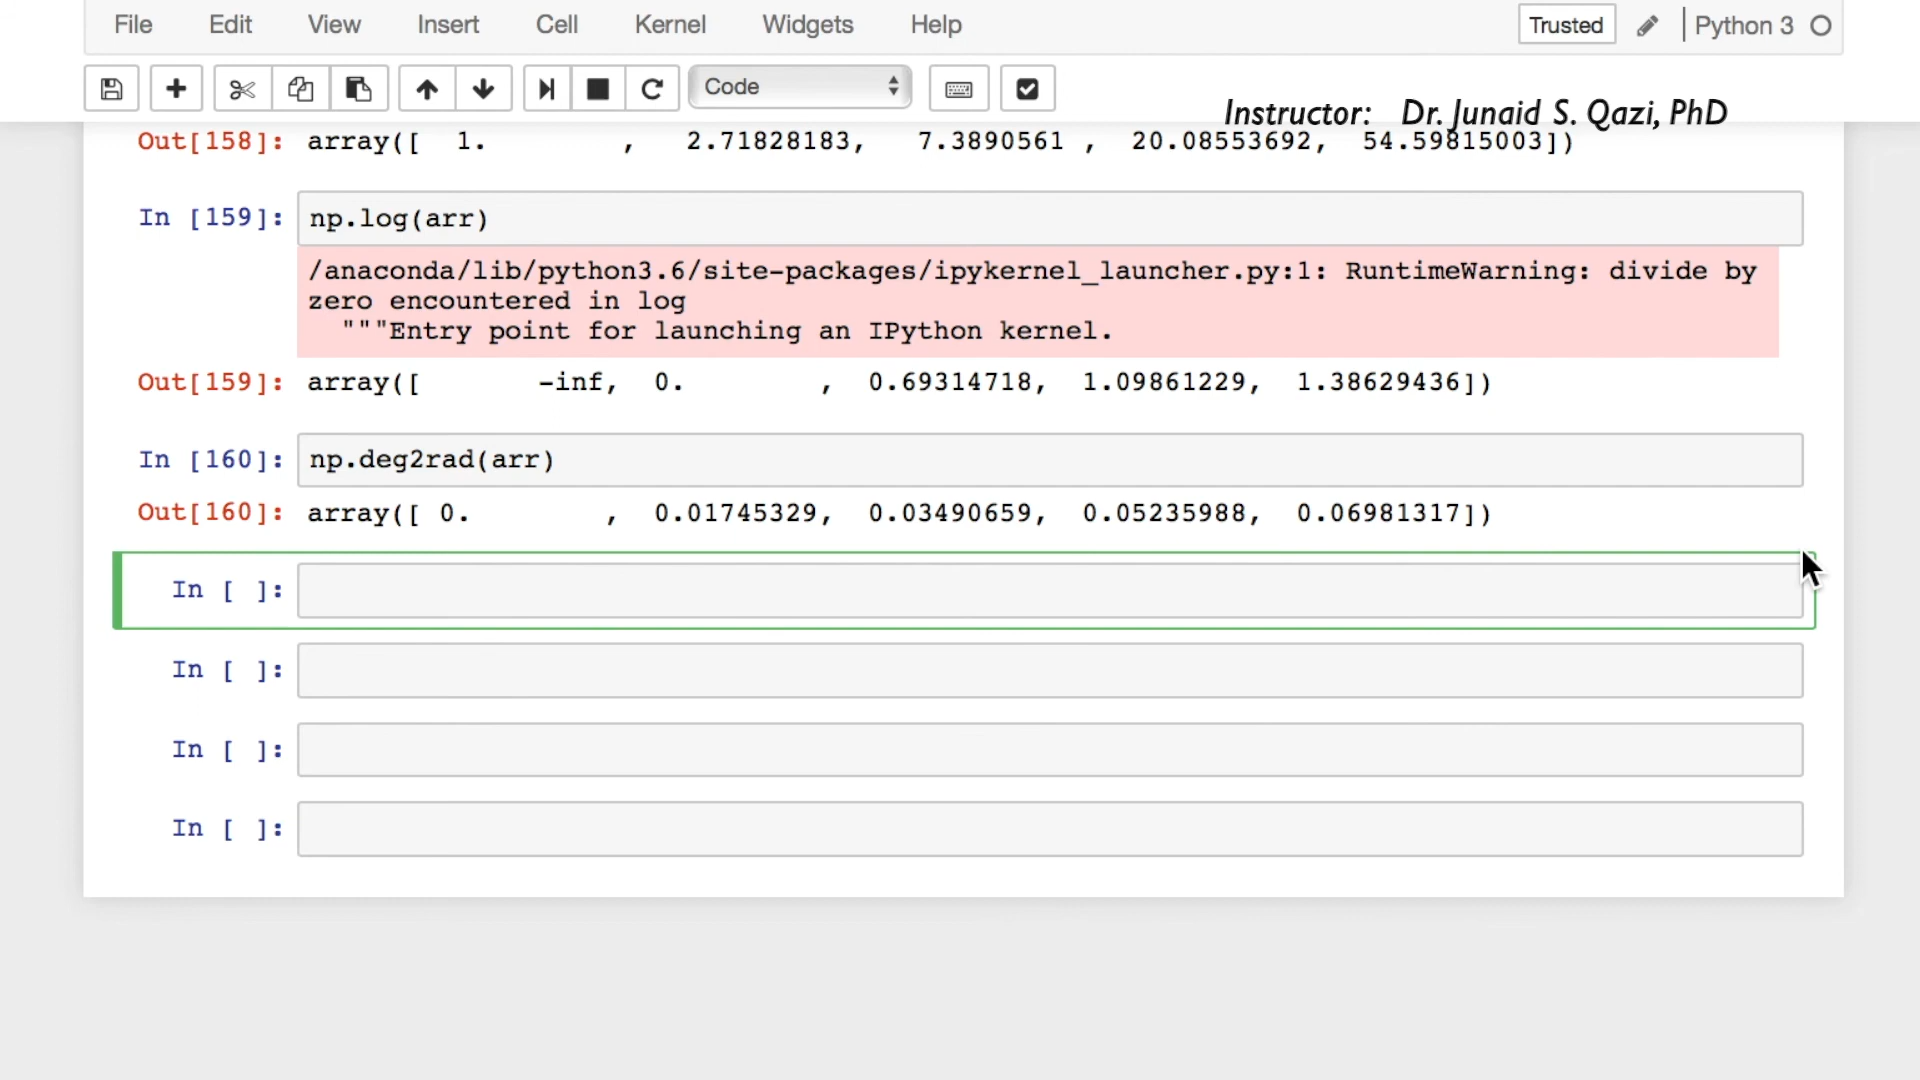 File Edit View Insert Cell Kernel Widgets Help Trusted Python 3
Code
Instructor: Dr. Junaid S. Qazi, PhD
Out[158]: array([ 1. , 2.71828183, 7.3890561 , 20.08553692, 54.59815003])
In [159]: np.log(arr)
/anaconda/lib/python3.6/site-packages/ipykernel_launcher.py:1: RuntimeWarning: divide by
zero encountered in log
"""Entry point for launching an IPython kernel.
Out[159]: array([ -inf, 0. , 0.69314718, 1.09861229, 1.38629436])
In [160]: np.deg2rad(arr)
Out[160]: array([ 0. , 0.01745329, 0.03490659, 0.05235988, 0.06981317])
In [ ]:
In [ ]:
In [ ]:
In [ ]: